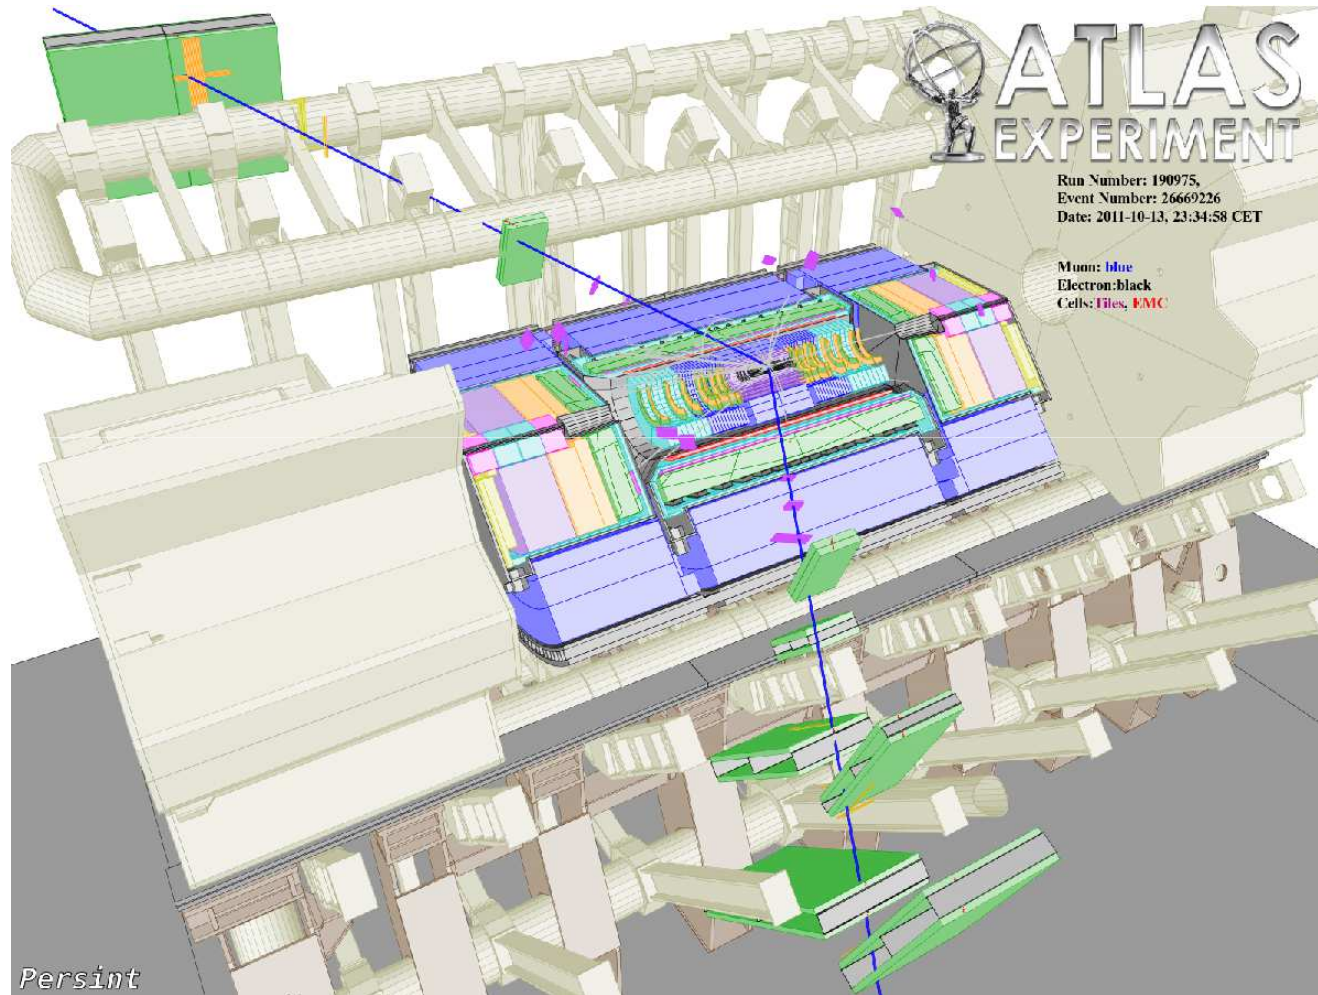 ATLAS
EXPERIMENT
Run Number: 190975,
Event Number: 26669226
Date: 2011-10-13, 23:34:58 CET
Muon: blue
Electron:black
Cells:Tiles, EMC
Persint